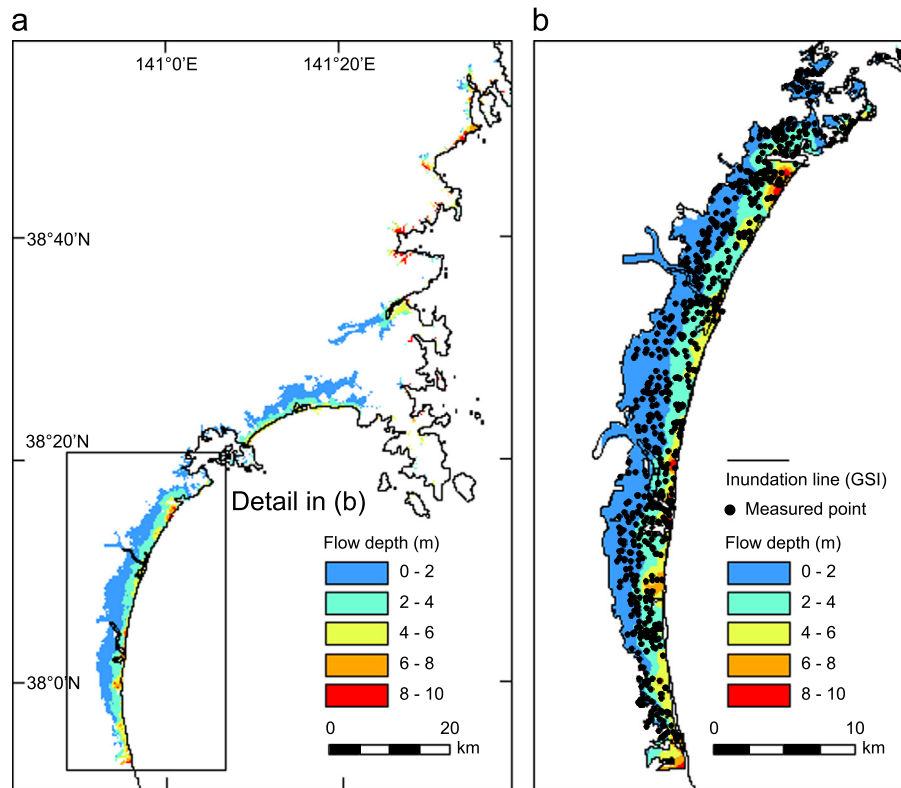 a
141°0'E
141°20'E
38°40'N
38°20'N
38°0'N
Detail in (b)
Flow depth (m)
0 - 2
2 - 4
4 - 6
6 - 8
8 - 10
0 20
km
b
Inundation line (GSI)
Measured point
Flow depth (m)
0 - 2
2 - 4
4 - 6
6 - 8
8 - 10
0 10
km